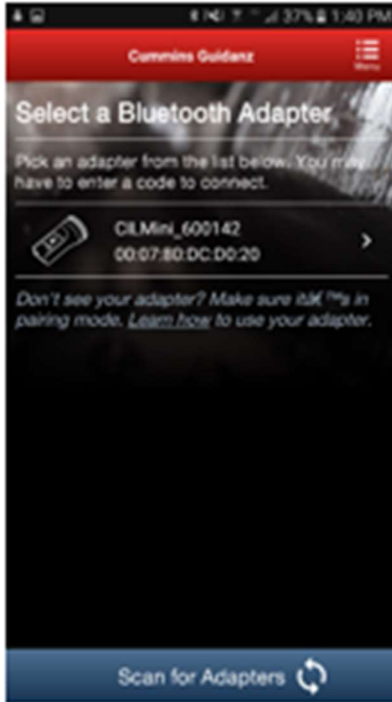 37% 1:40 PM
Cummins Guidanz
Menu
Select a Bluetooth Adapter
Pick an adapter from the list below. You may
have to enter a code to connect.
CILMini_600142
00:07:80:DC:D0:20
Don't see your adapter? Make sure itâ€™s in
pairing mode. Learn how to use your adapter.
Scan for Adapters